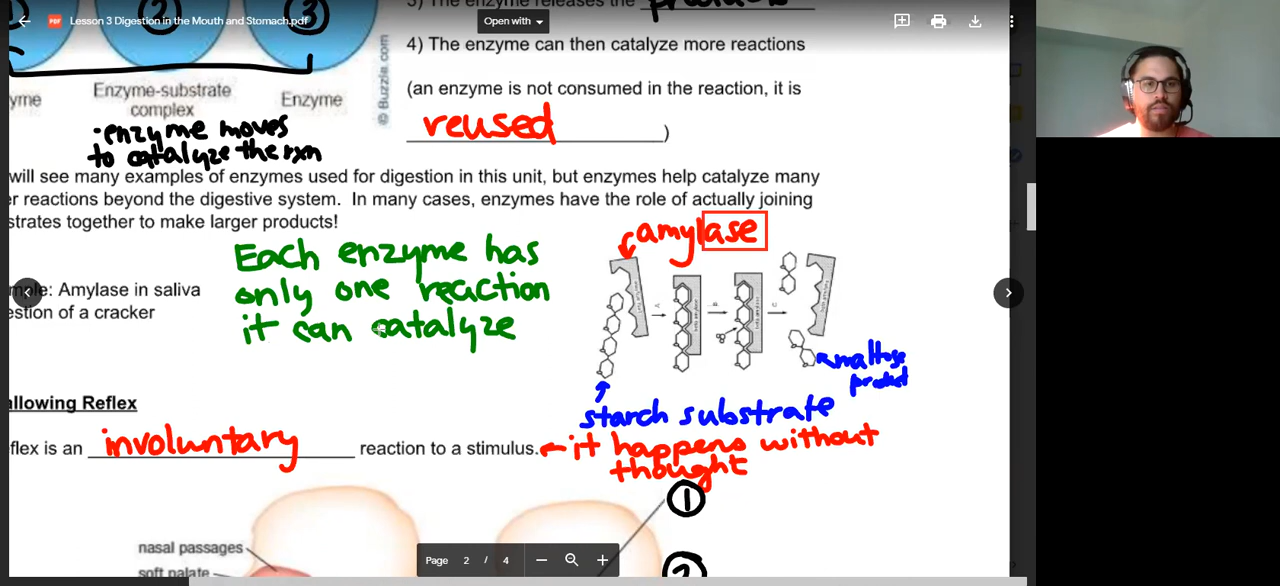 Lesson 3 Digestion in the Mouth and Stomach.pdf
Open with
3) The enzyme releases the products
4) The enzyme can then catalyze more reactions
(an enzyme is not consumed in the reaction, it is
reused)
② ③
yme
Enzyme-substrate
complex
Enzyme
© Buzzle.com
•enzyme moves
to catalyze the rxn
will see many examples of enzymes used for digestion in this unit, but enzymes help catalyze many
r reactions beyond the digestive system. In many cases, enzymes have the role of actually joining
strates together to make larger products!
Each enzyme has
only one reaction
it can catalyze
amylase
mple: Amylase in saliva
estion of a cracker
maltose
product
starch substrate
allowing Reflex
flex is an involuntary reaction to a stimulus. ←it happens without
thought
①
②
nasal passages
soft palate
Page 2 / 4